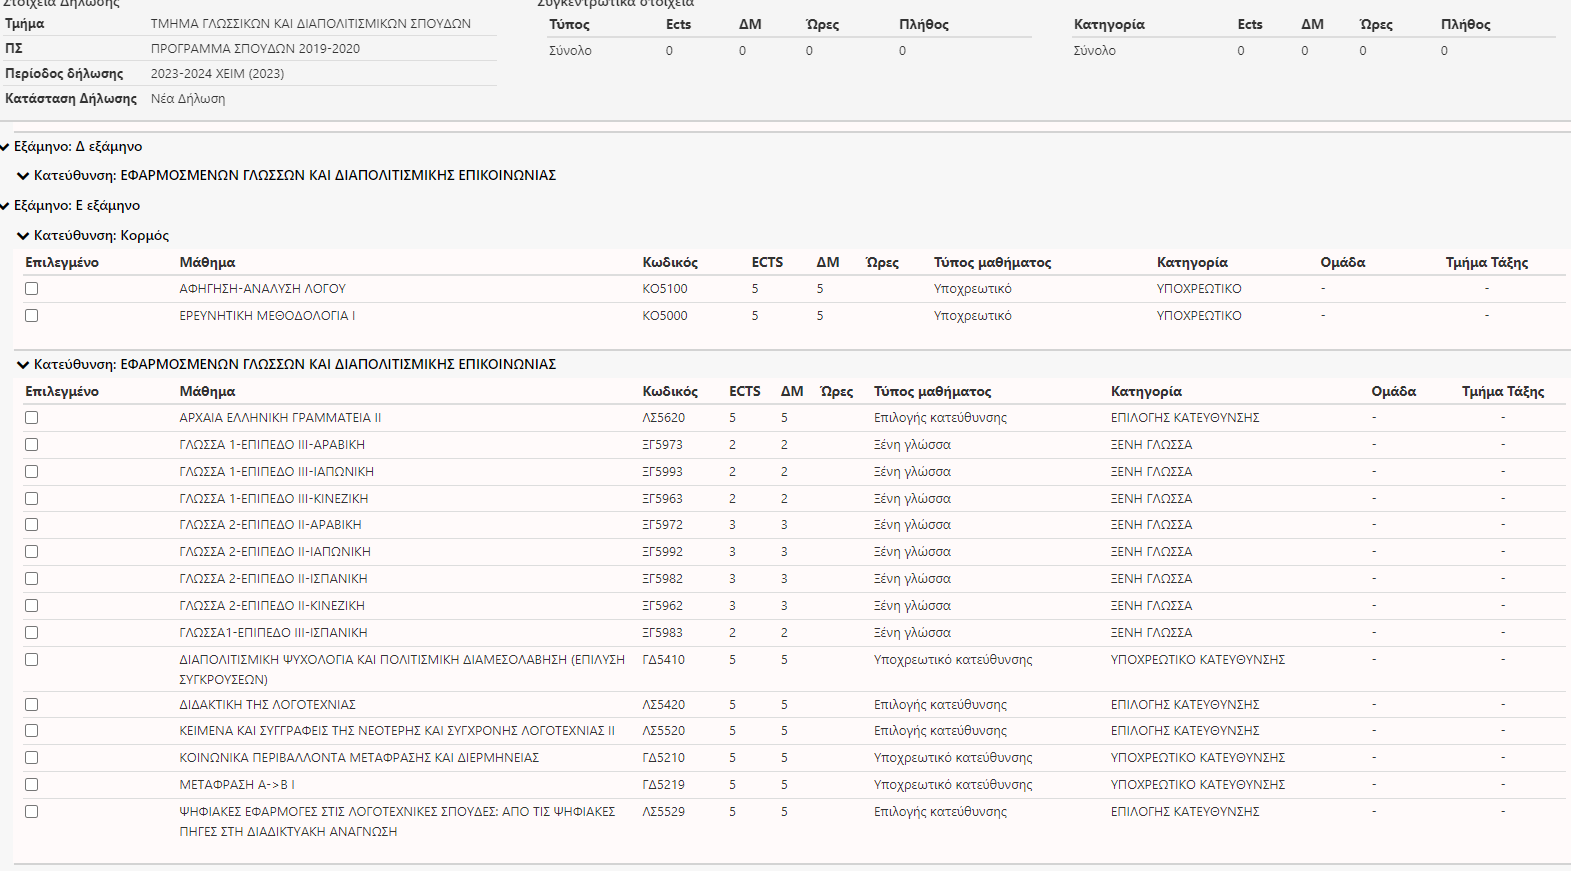 Στοιχεία Δήλωσης
Τμήμα ΤΜΗΜΑ ΓΛΩΣΣΙΚΩΝ ΚΑΙ ΔΙΑΠΟΛΙΤΙΣΜΙΚΩΝ ΣΠΟΥΔΩΝ
ΠΣ ΠΡΟΓΡΑΜΜΑ ΣΠΟΥΔΩΝ 2019-2020
Περίοδος δήλωσης 2023-2024 ΧΕΙΜ (2023)
Κατάσταση Δήλωσης Νέα Δήλωση
Συγκεντρωτικά στοιχεία
Τύπος Ects ΔΜ Ώρες Πλήθος
Σύνολο 0 0 0 0
Κατηγορία Ects ΔΜ Ώρες Πλήθος
Σύνολο 0 0 0 0
Εξάμηνο: Δ εξάμηνο
Κατεύθυνση: ΕΦΑΡΜΟΣΜΕΝΩΝ ΓΛΩΣΣΩΝ ΚΑΙ ΔΙΑΠΟΛΙΤΙΣΜΙΚΗΣ ΕΠΙΚΟΙΝΩΝΙΑΣ
Εξάμηνο: Ε εξάμηνο
Κατεύθυνση: Κορμός
Επιλεγμένο Μάθημα Κωδικός ECTS ΔΜ Ώρες Τύπος μαθήματος Κατηγορία Ομάδα Τμήμα Τάξης
ΑΦΗΓΗΣΗ-ΑΝΑΛΥΣΗ ΛΟΓΟΥ ΚΟ5100 5 5 Υποχρεωτικό ΥΠΟΧΡΕΩΤΙΚΟ - -
ΕΡΕΥΝΗΤΙΚΗ ΜΕΘΟΔΟΛΟΓΙΑ Ι ΚΟ5000 5 5 Υποχρεωτικό ΥΠΟΧΡΕΩΤΙΚΟ - -
Κατεύθυνση: ΕΦΑΡΜΟΣΜΕΝΩΝ ΓΛΩΣΣΩΝ ΚΑΙ ΔΙΑΠΟΛΙΤΙΣΜΙΚΗΣ ΕΠΙΚΟΙΝΩΝΙΑΣ
Επιλεγμένο Μάθημα Κωδικός ECTS ΔΜ Ώρες Τύπος μαθήματος Κατηγορία Ομάδα Τμήμα Τάξης
ΑΡΧΑΙΑ ΕΛΛΗΝΙΚΗ ΓΡΑΜΜΑΤΕΙΑ ΙΙ ΛΣ5620 5 5 Επιλογής κατεύθυνσης ΕΠΙΛΟΓΗΣ ΚΑΤΕΥΘΥΝΣΗΣ - -
ΓΛΩΣΣΑ 1-ΕΠΙΠΕΔΟ ΙΙΙ-ΑΡΑΒΙΚΗ ΞΓ5973 2 2 Ξένη γλώσσα ΞΕΝΗ ΓΛΩΣΣΑ - -
ΓΛΩΣΣΑ 1-ΕΠΙΠΕΔΟ ΙΙΙ-ΙΑΠΩΝΙΚΗ ΞΓ5993 2 2 Ξένη γλώσσα ΞΕΝΗ ΓΛΩΣΣΑ - -
ΓΛΩΣΣΑ 1-ΕΠΙΠΕΔΟ ΙΙΙ-ΚΙΝΕΖΙΚΗ ΞΓ5963 2 2 Ξένη γλώσσα ΞΕΝΗ ΓΛΩΣΣΑ - -
ΓΛΩΣΣΑ 2-ΕΠΙΠΕΔΟ ΙΙ-ΑΡΑΒΙΚΗ ΞΓ5972 3 3 Ξένη γλώσσα ΞΕΝΗ ΓΛΩΣΣΑ - -
ΓΛΩΣΣΑ 2-ΕΠΙΠΕΔΟ ΙΙ-ΙΑΠΩΝΙΚΗ ΞΓ5992 3 3 Ξένη γλώσσα ΞΕΝΗ ΓΛΩΣΣΑ - -
ΓΛΩΣΣΑ 2-ΕΠΙΠΕΔΟ ΙΙ-ΙΣΠΑΝΙΚΗ ΞΓ5982 3 3 Ξένη γλώσσα ΞΕΝΗ ΓΛΩΣΣΑ - -
ΓΛΩΣΣΑ 2-ΕΠΙΠΕΔΟ ΙΙ-ΚΙΝΕΖΙΚΗ ΞΓ5962 3 3 Ξένη γλώσσα ΞΕΝΗ ΓΛΩΣΣΑ - -
ΓΛΩΣΣΑ1-ΕΠΙΠΕΔΟ ΙΙΙ-ΙΣΠΑΝΙΚΗ ΞΓ5983 2 2 Ξένη γλώσσα ΞΕΝΗ ΓΛΩΣΣΑ - -
ΔΙΑΠΟΛΙΤΙΣΜΙΚΗ ΨΥΧΟΛΟΓΙΑ ΚΑΙ ΠΟΛΙΤΙΣΜΙΚΗ ΔΙΑΜΕΣΟΛΑΒΗΣΗ (ΕΠΙΛΥΣΗ ΓΔ5410 5 5 Υποχρεωτικό κατεύθυνσης ΥΠΟΧΡΕΩΤΙΚΟ ΚΑΤΕΥΘΥΝΣΗΣ - -
ΣΥΓΚΡΟΥΣΕΩΝ)
ΔΙΔΑΚΤΙΚΗ ΤΗΣ ΛΟΓΟΤΕΧΝΙΑΣ ΛΣ5420 5 5 Επιλογής κατεύθυνσης ΕΠΙΛΟΓΗΣ ΚΑΤΕΥΘΥΝΣΗΣ - -
ΚΕΙΜΕΝΑ ΚΑΙ ΣΥΓΓΡΑΦΕΙΣ ΤΗΣ ΝΕΟΤΕΡΗΣ ΚΑΙ ΣΥΓΧΡΟΝΗΣ ΛΟΓΟΤΕΧΝΙΑΣ ΙΙ ΛΣ5520 5 5 Επιλογής κατεύθυνσης ΕΠΙΛΟΓΗΣ ΚΑΤΕΥΘΥΝΣΗΣ - -
ΚΟΙΝΩΝΙΚΑ ΠΕΡΙΒΑΛΛΟΝΤΑ ΜΕΤΑΦΡΑΣΗΣ ΚΑΙ ΔΙΕΡΜΗΝΕΙΑΣ ΓΔ5210 5 5 Υποχρεωτικό κατεύθυνσης ΥΠΟΧΡΕΩΤΙΚΟ ΚΑΤΕΥΘΥΝΣΗΣ - -
ΜΕΤΑΦΡΑΣΗ Α->Β Ι ΓΔ5219 5 5 Υποχρεωτικό κατεύθυνσης ΥΠΟΧΡΕΩΤΙΚΟ ΚΑΤΕΥΘΥΝΣΗΣ - -
ΨΗΦΙΑΚΕΣ ΕΦΑΡΜΟΓΕΣ ΣΤΙΣ ΛΟΓΟΤΕΧΝΙΚΕΣ ΣΠΟΥΔΕΣ: ΑΠΟ ΤΙΣ ΨΗΦΙΑΚΕΣ ΛΣ5529 5 5 Επιλογής κατεύθυνσης ΕΠΙΛΟΓΗΣ ΚΑΤΕΥΘΥΝΣΗΣ - -
ΠΗΓΕΣ ΣΤΗ ΔΙΑΔΙΚΤΥΑΚΗ ΑΝΑΓΝΩΣΗ